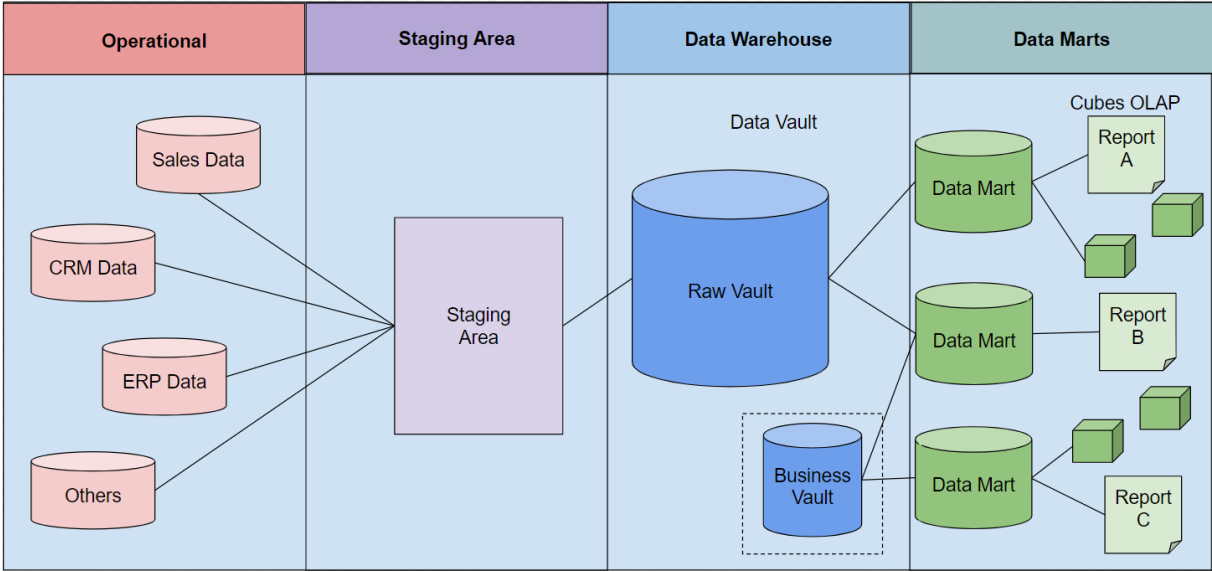 Operational
Staging Area
Data Warehouse
Data Marts
Sales Data
CRM Data
ERP Data
Others
Staging
Area
Data Vault
Raw Vault
Business
Vault
Data Mart
Data Mart
Data Mart
Cubes OLAP
Report
A
Report
B
Report
C